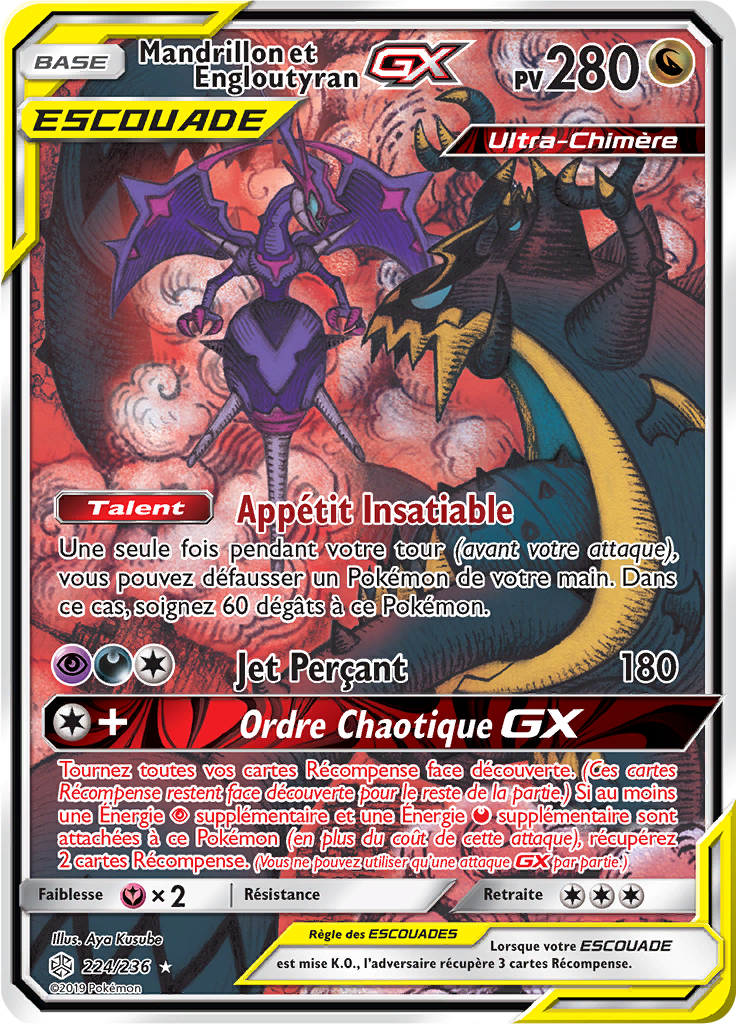 BASE
Mandrillon et
Engloutyran GX
PV 280
ESCOUADE
Ultra-Chimère
Talent Appétit Insatiable
Une seule fois pendant votre tour (avant votre attaque),
vous pouvez défausser un Pokémon de votre main. Dans
ce cas, soignez 60 dégâts à ce Pokémon.
Jet Perçant 180
+ Ordre Chaotique GX
Tournez toutes vos cartes Récompense face découverte. (Ces cartes
Récompense restent face découverte pour le reste de la partie.) Si au moins
une Énergie supplémentaire et une Énergie supplémentaire sont
attachées à ce Pokémon (en plus du coût de cette attaque), récupérez
2 cartes Récompense. (Vous ne pouvez utiliser qu'une attaque GX par partie.)
Faiblesse ×2 Résistance Retraite
Illus. Aya Kusube
224/236
©2019 Pokémon
Règle des ESCOUADES
Lorsque votre ESCOUADE
est mise K.O., l'adversaire récupère 3 cartes Récompense.